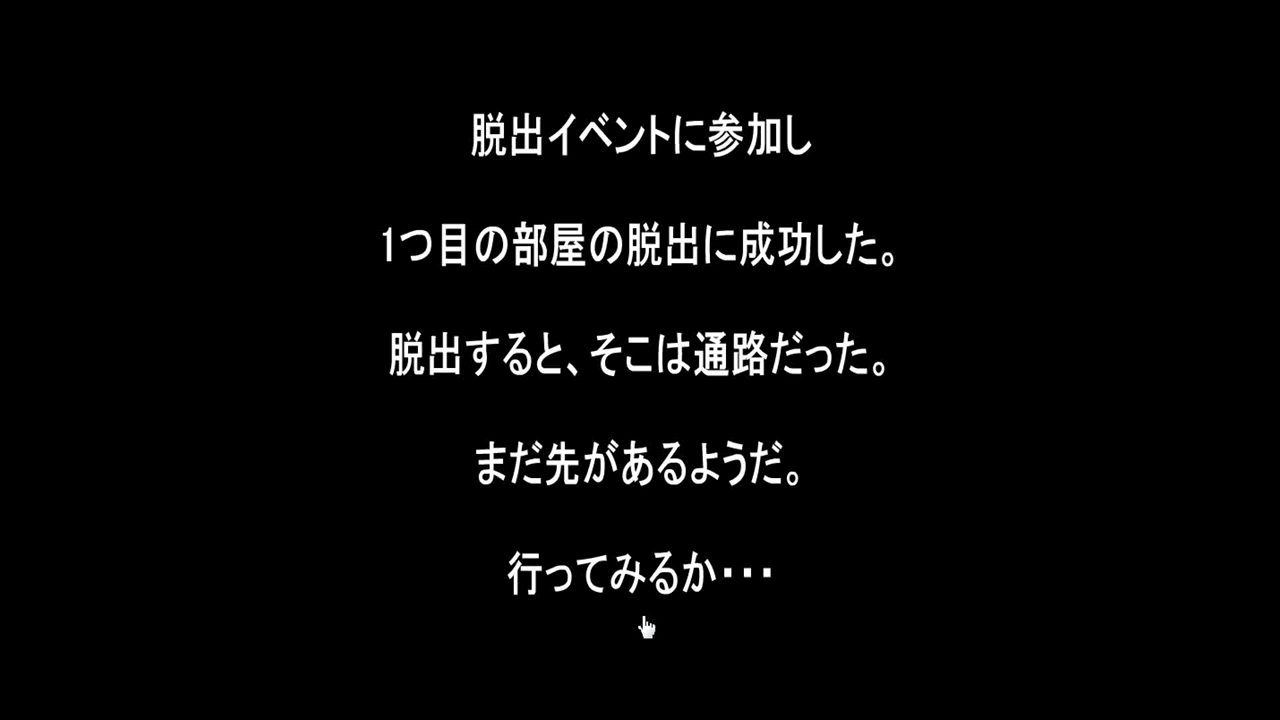 脱出イベントに参加し
1つ目の部屋の脱出に成功した。
脱出すると、そこは通路だった。
まだ先があるようだ。
行ってみるか・・・